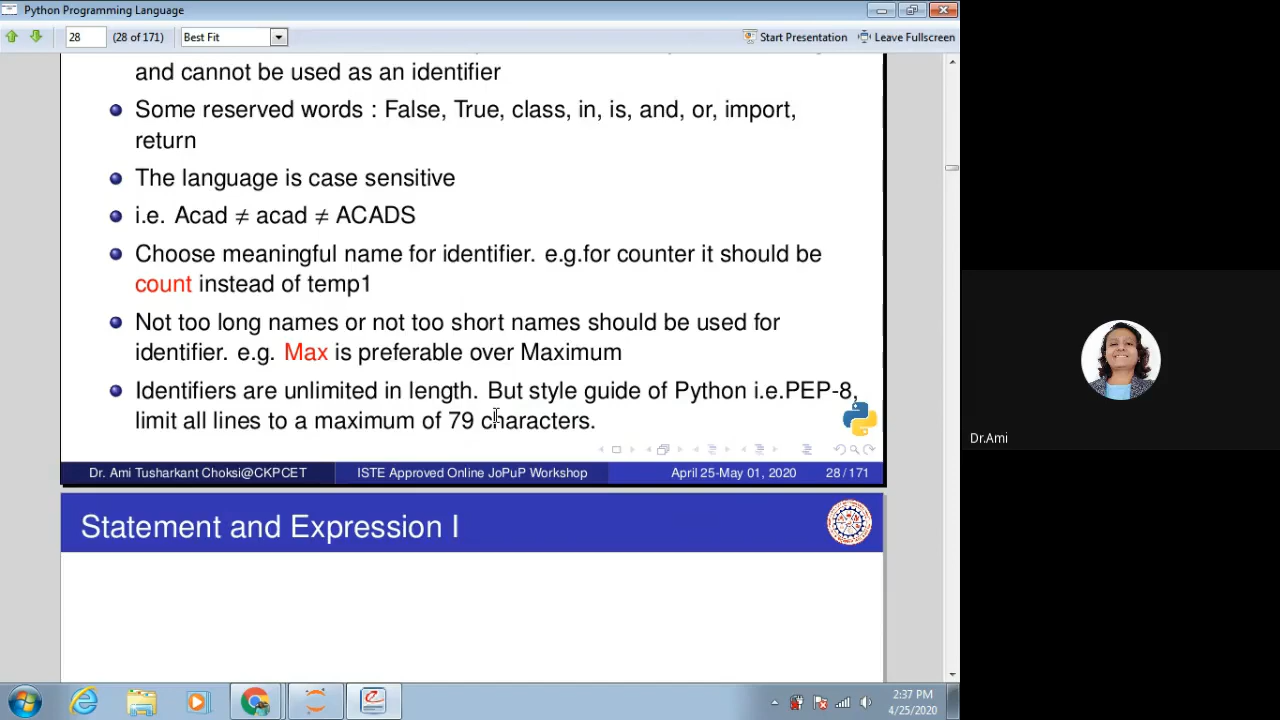 Python Programming Language
28
(28 of 171)
Best Fit
Start Presentation
Leave Fullscreen
and cannot be used as an identifier
Some reserved words : False, True, class, in, is, and, or, import,
return
The language is case sensitive
i.e. Acad ≠ acad ≠ ACADS
Choose meaningful name for identifier. e.g.for counter it should be
count instead of temp1
Not too long names or not too short names should be used for
identifier. e.g. Max is preferable over Maximum
Identifiers are unlimited in length. But style guide of Python i.e.PEP-8,
limit all lines to a maximum of 79 characters.
Dr. Ami Tusharkant Choksi@CKPCET
ISTE Approved Online JoPuP Workshop
April 25-May 01, 2020
28 / 171
Statement and Expression I
Dr.Ami
2:37 PM
4/25/2020